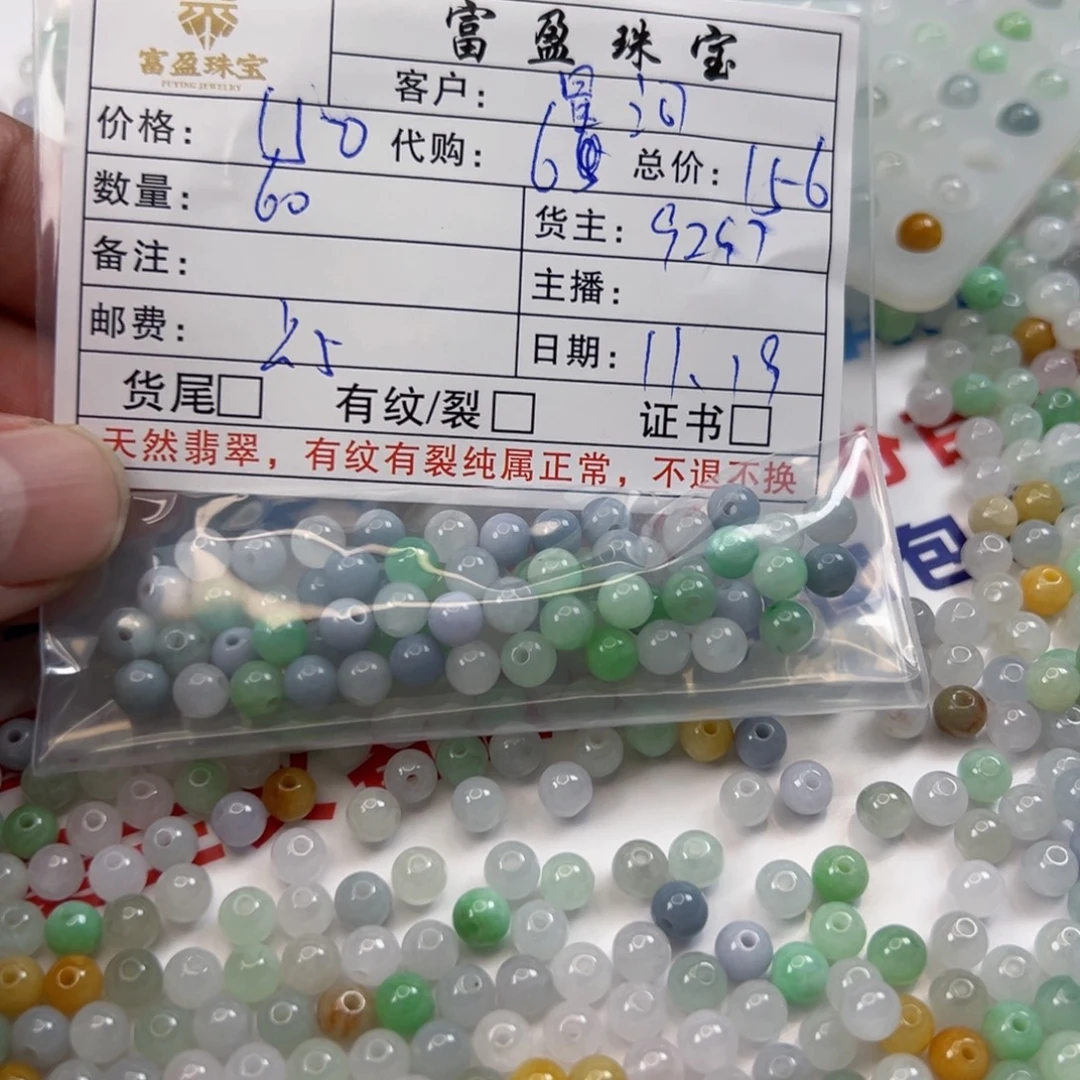 富盈珠宝
富盈珠宝
FUYING JEWELRY
客户：
价格： 150 代购： 6 总价： 156
数量： 60
货主：
备注：
主播：
邮费： 25
日期： 11、19
货尾□ 有纹/裂□ 证书□
天然翡翠，有纹有裂纯属正常，不退不换
包